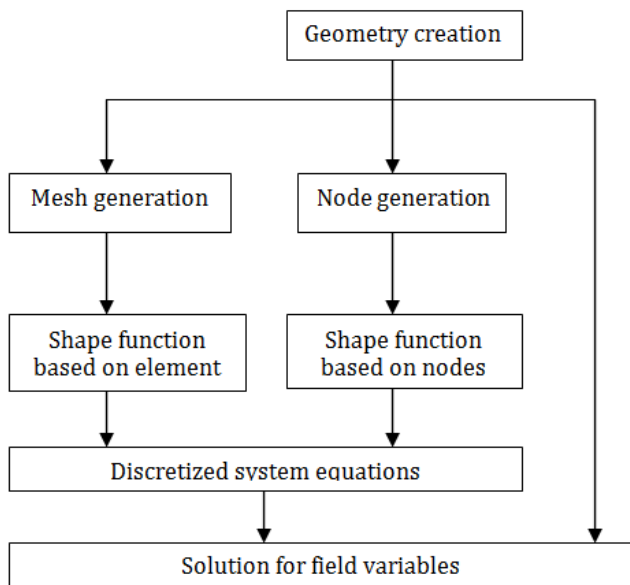 Geometry creation
Mesh generation
Node generation
Shape function
based on element
Shape function
based on nodes
Discretized system equations
Solution for field variables